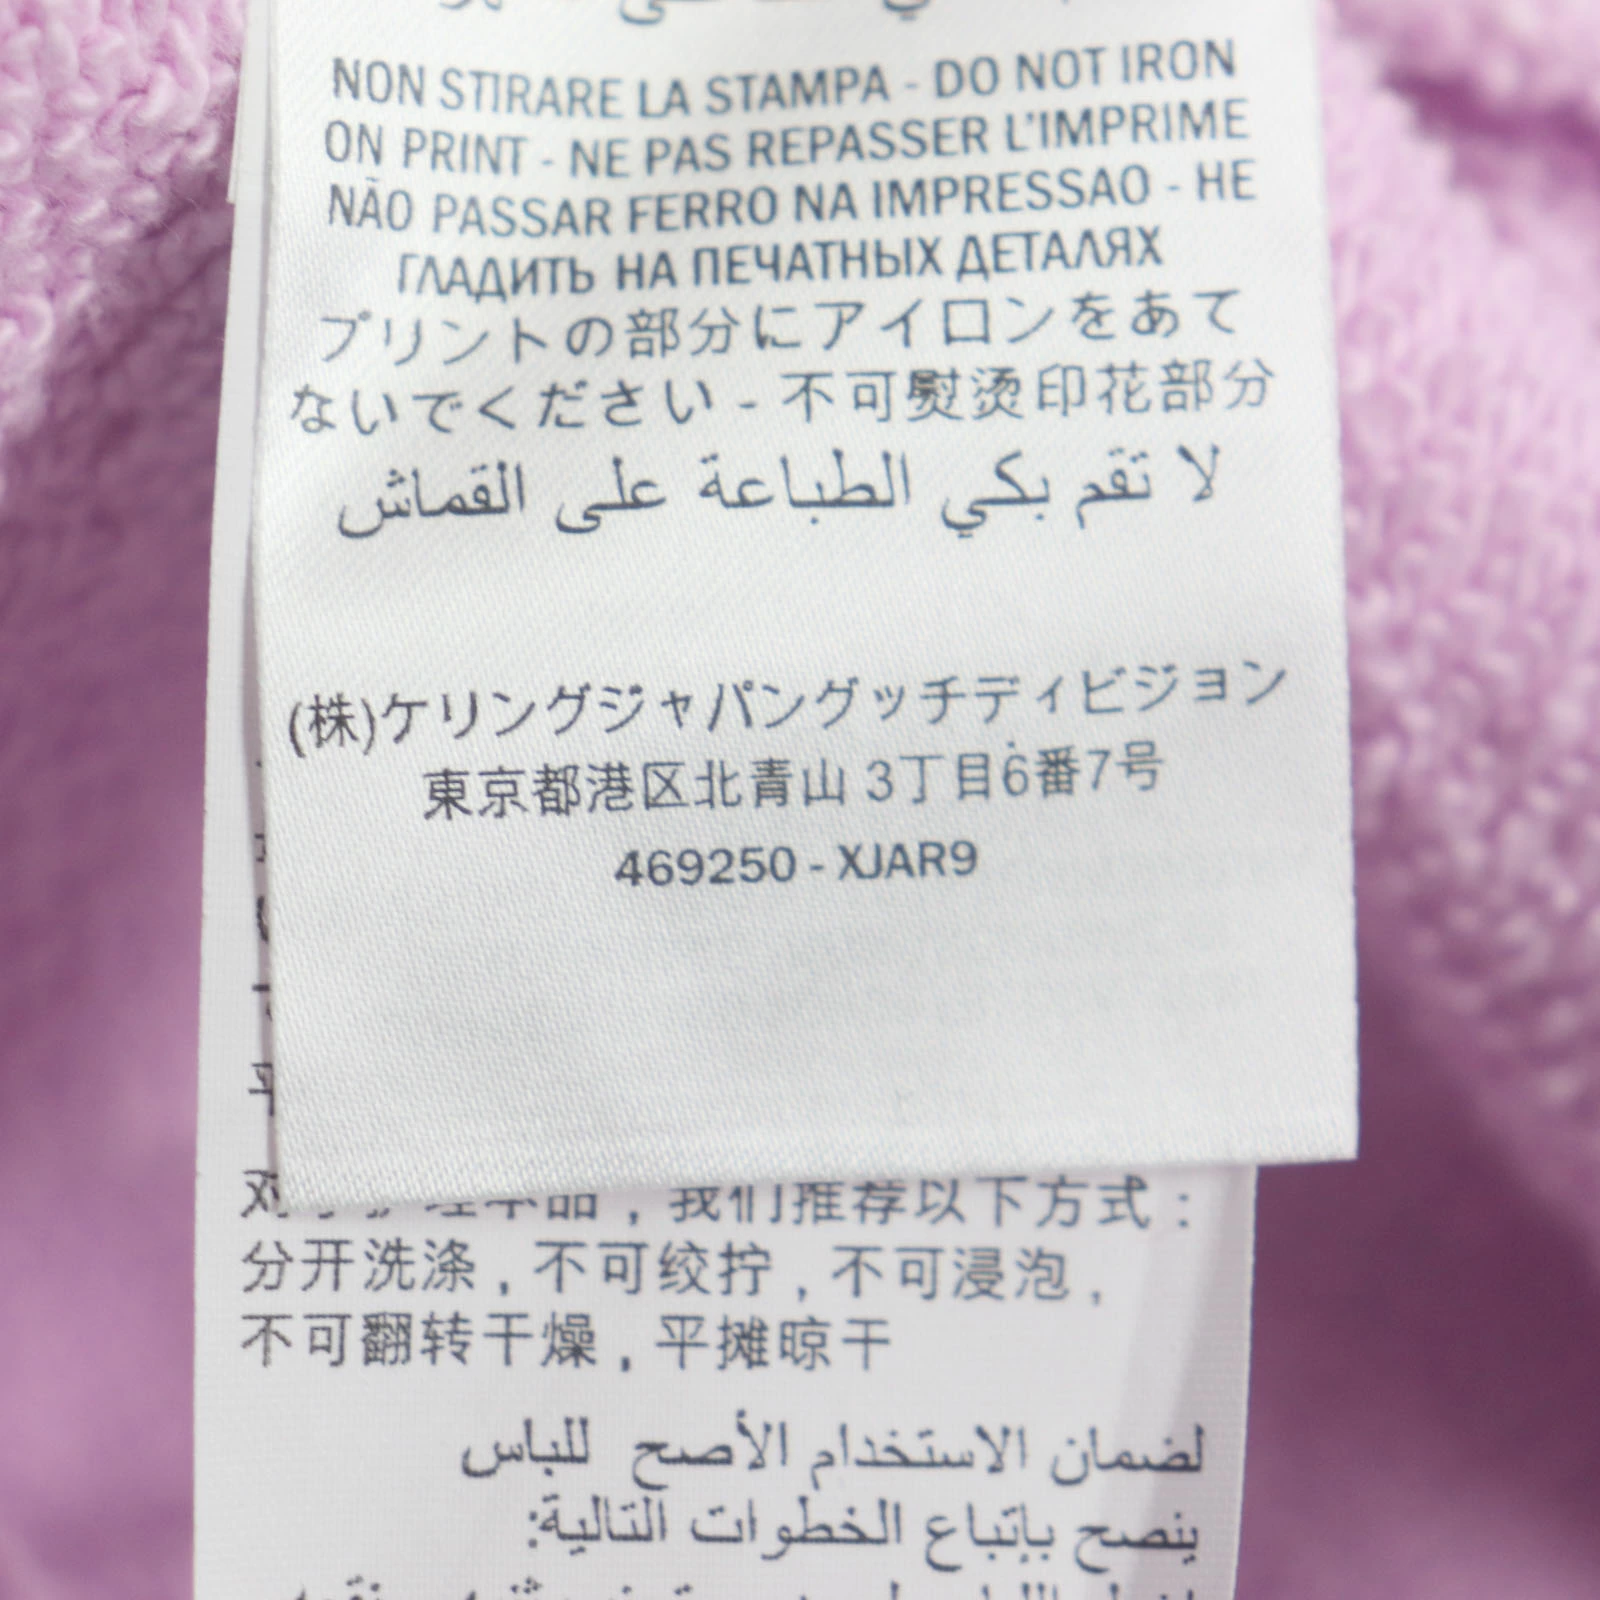 NON STIRARE LA STAMPA - DO NOT IRON
ON PRINT - NE PAS REPASSER L'IMPRIME
NÃO PASSAR FERRO NA IMPRESSAO - НЕ
ГЛАДИТЬ НА ПЕЧАТНЫХ ДЕТАЛЯХ
プリントの部分にアイロンをあて
ないでください - 不可熨烫印花部分
لا تقم بكي الطباعة على القماش
(株)ケリングジャパングッチディビジョン
東京都港区北青山 3丁目6番7号
469250 - XJAR9
品，我们推荐以下方式：
分开洗涤，不可绞拧，不可浸泡，
不可翻转干燥，平摊晾干
لضمان الاستخدام الأصح للباس
ينصح بإتباع الخطوات التالية: